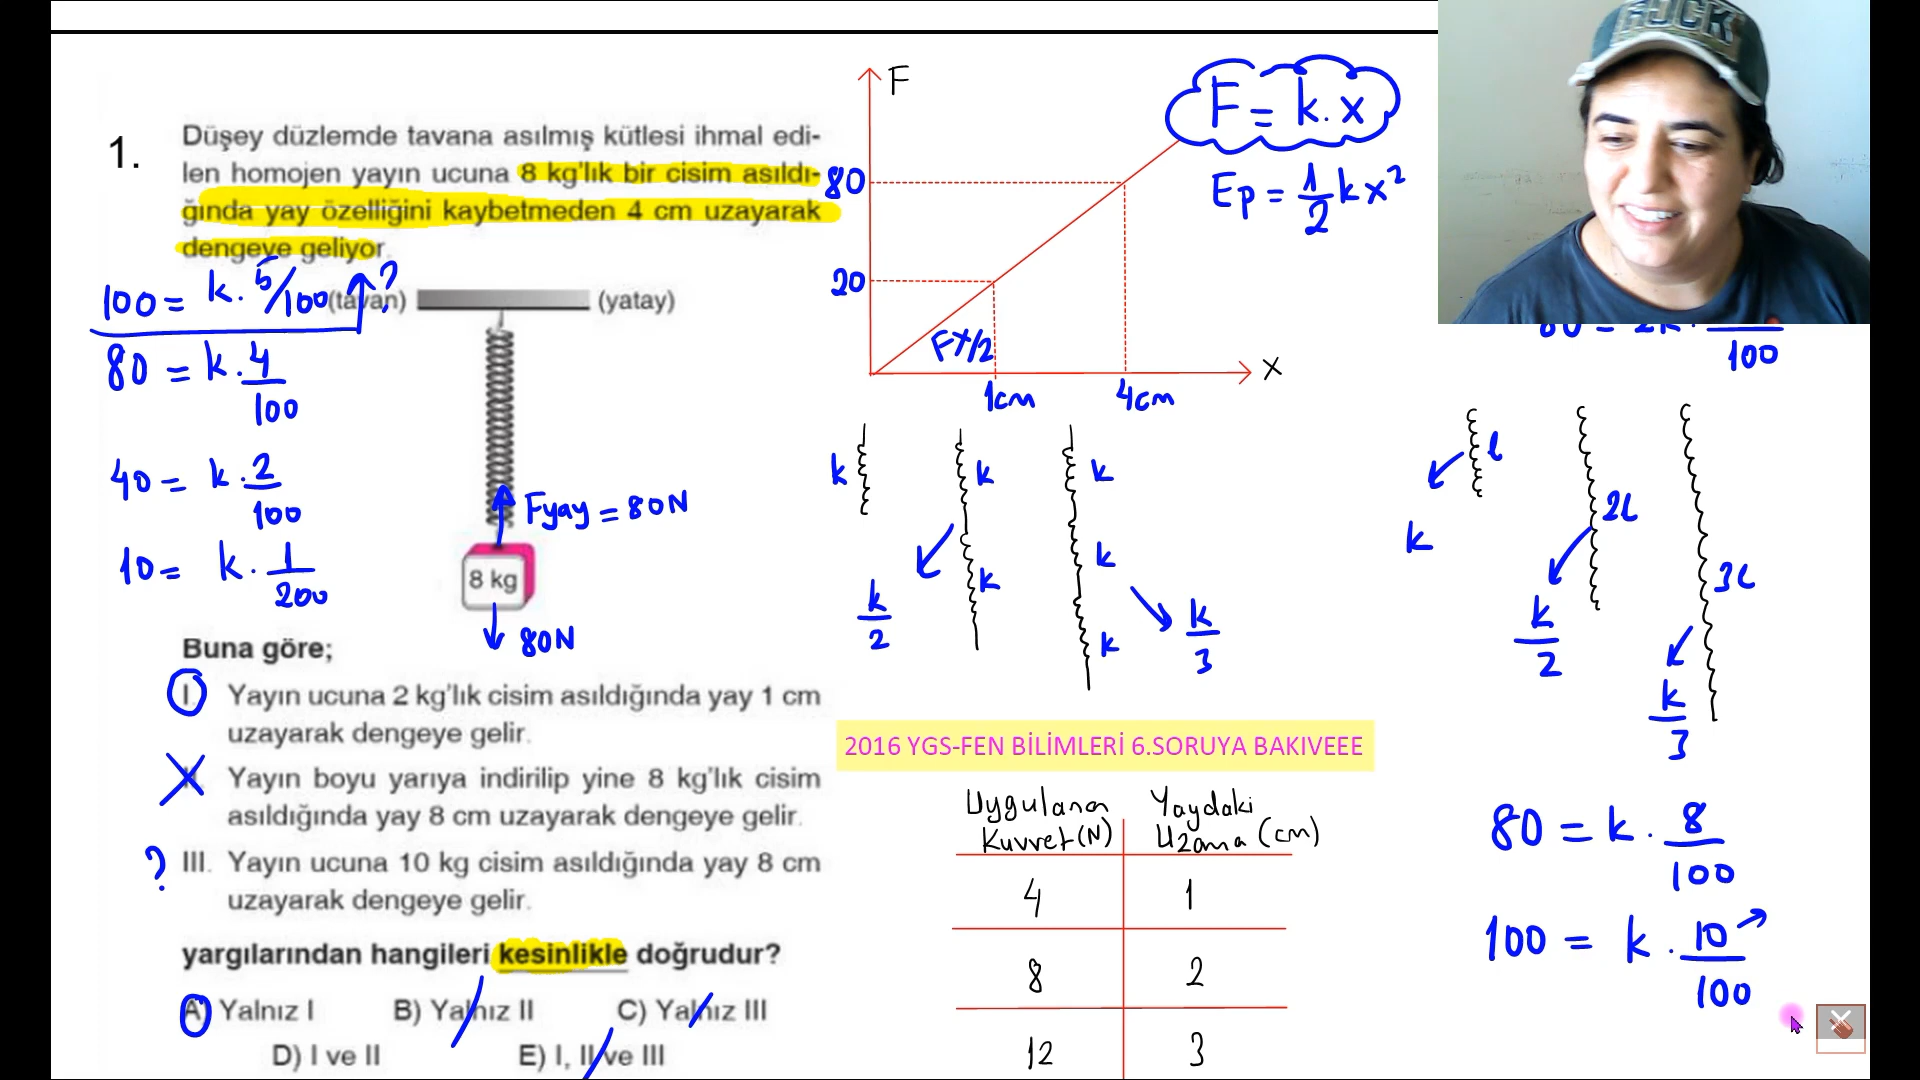 1.
Düşey düzlemde tavana asılmış kütlesi ihmal edi-
len homojen yayın ucuna 8 kg'lık bir cisim asıldı-
ğında yay özelliğini kaybetmeden 4 cm uzayarak
dengeye geliyor.
100 = k. 5/100 ?
(tavan)
(yatay)
80 = k. 4/100
40 = k. 2/100
10 = k. 1/200
Fyay = 80N
8 kg
80N
Buna göre;
I. Yayın ucuna 2 kg'lık cisim asıldığında yay 1 cm
uzayarak dengeye gelir.
Yayın boyu yarıya indirilip yine 8 kg'lık cisim
asıldığında yay 8 cm uzayarak dengeye gelir.
? III. Yayın ucuna 10 kg cisim asıldığında yay 8 cm
uzayarak dengeye gelir.
yargılarından hangileri kesinlikle doğrudur?
A) Yalnız I B) Yalnız II C) Yalnız III
D) I ve II E) I, II ve III
F
80
20
FX/2
1cm
4cm
X
F = k.x
Ep = 1/2 kx²
k
k
k
k/2
k
k
k
k/3
2016 YGS-FEN BİLİMLERİ 6.SORUYA BAKIVEEE
Uygulanan Kuvvet (N)
Yaydaki Uzama (cm)
4 1
8 2
12 3
ROCK
100
l
k
2l
k/2
3l
k/3
80 = k. 8/100
100 = k. 10/100